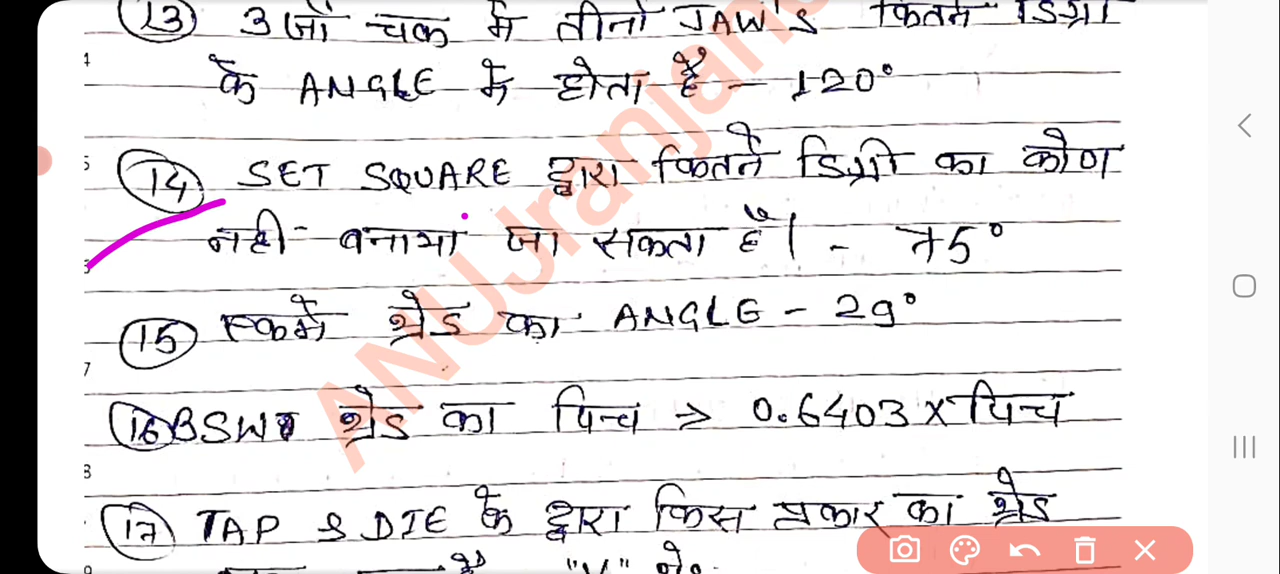 13) 3 जॉ चक में तीनों JAW'S कितने डिग्री
के ANGLE में होता है - 120°
14 SET SQUARE द्वारा कितने डिग्री का कोण
नही बनाया जा सकता है। - 75°
15 एक्मे थ्रेड का ANGLE - 29°
16 BSW थ्रेड का पिच → 0.6403 × पिच
17 TAP & DIE के द्वारा किस प्रकार का थ्रेड
"V"
ANUJranjan